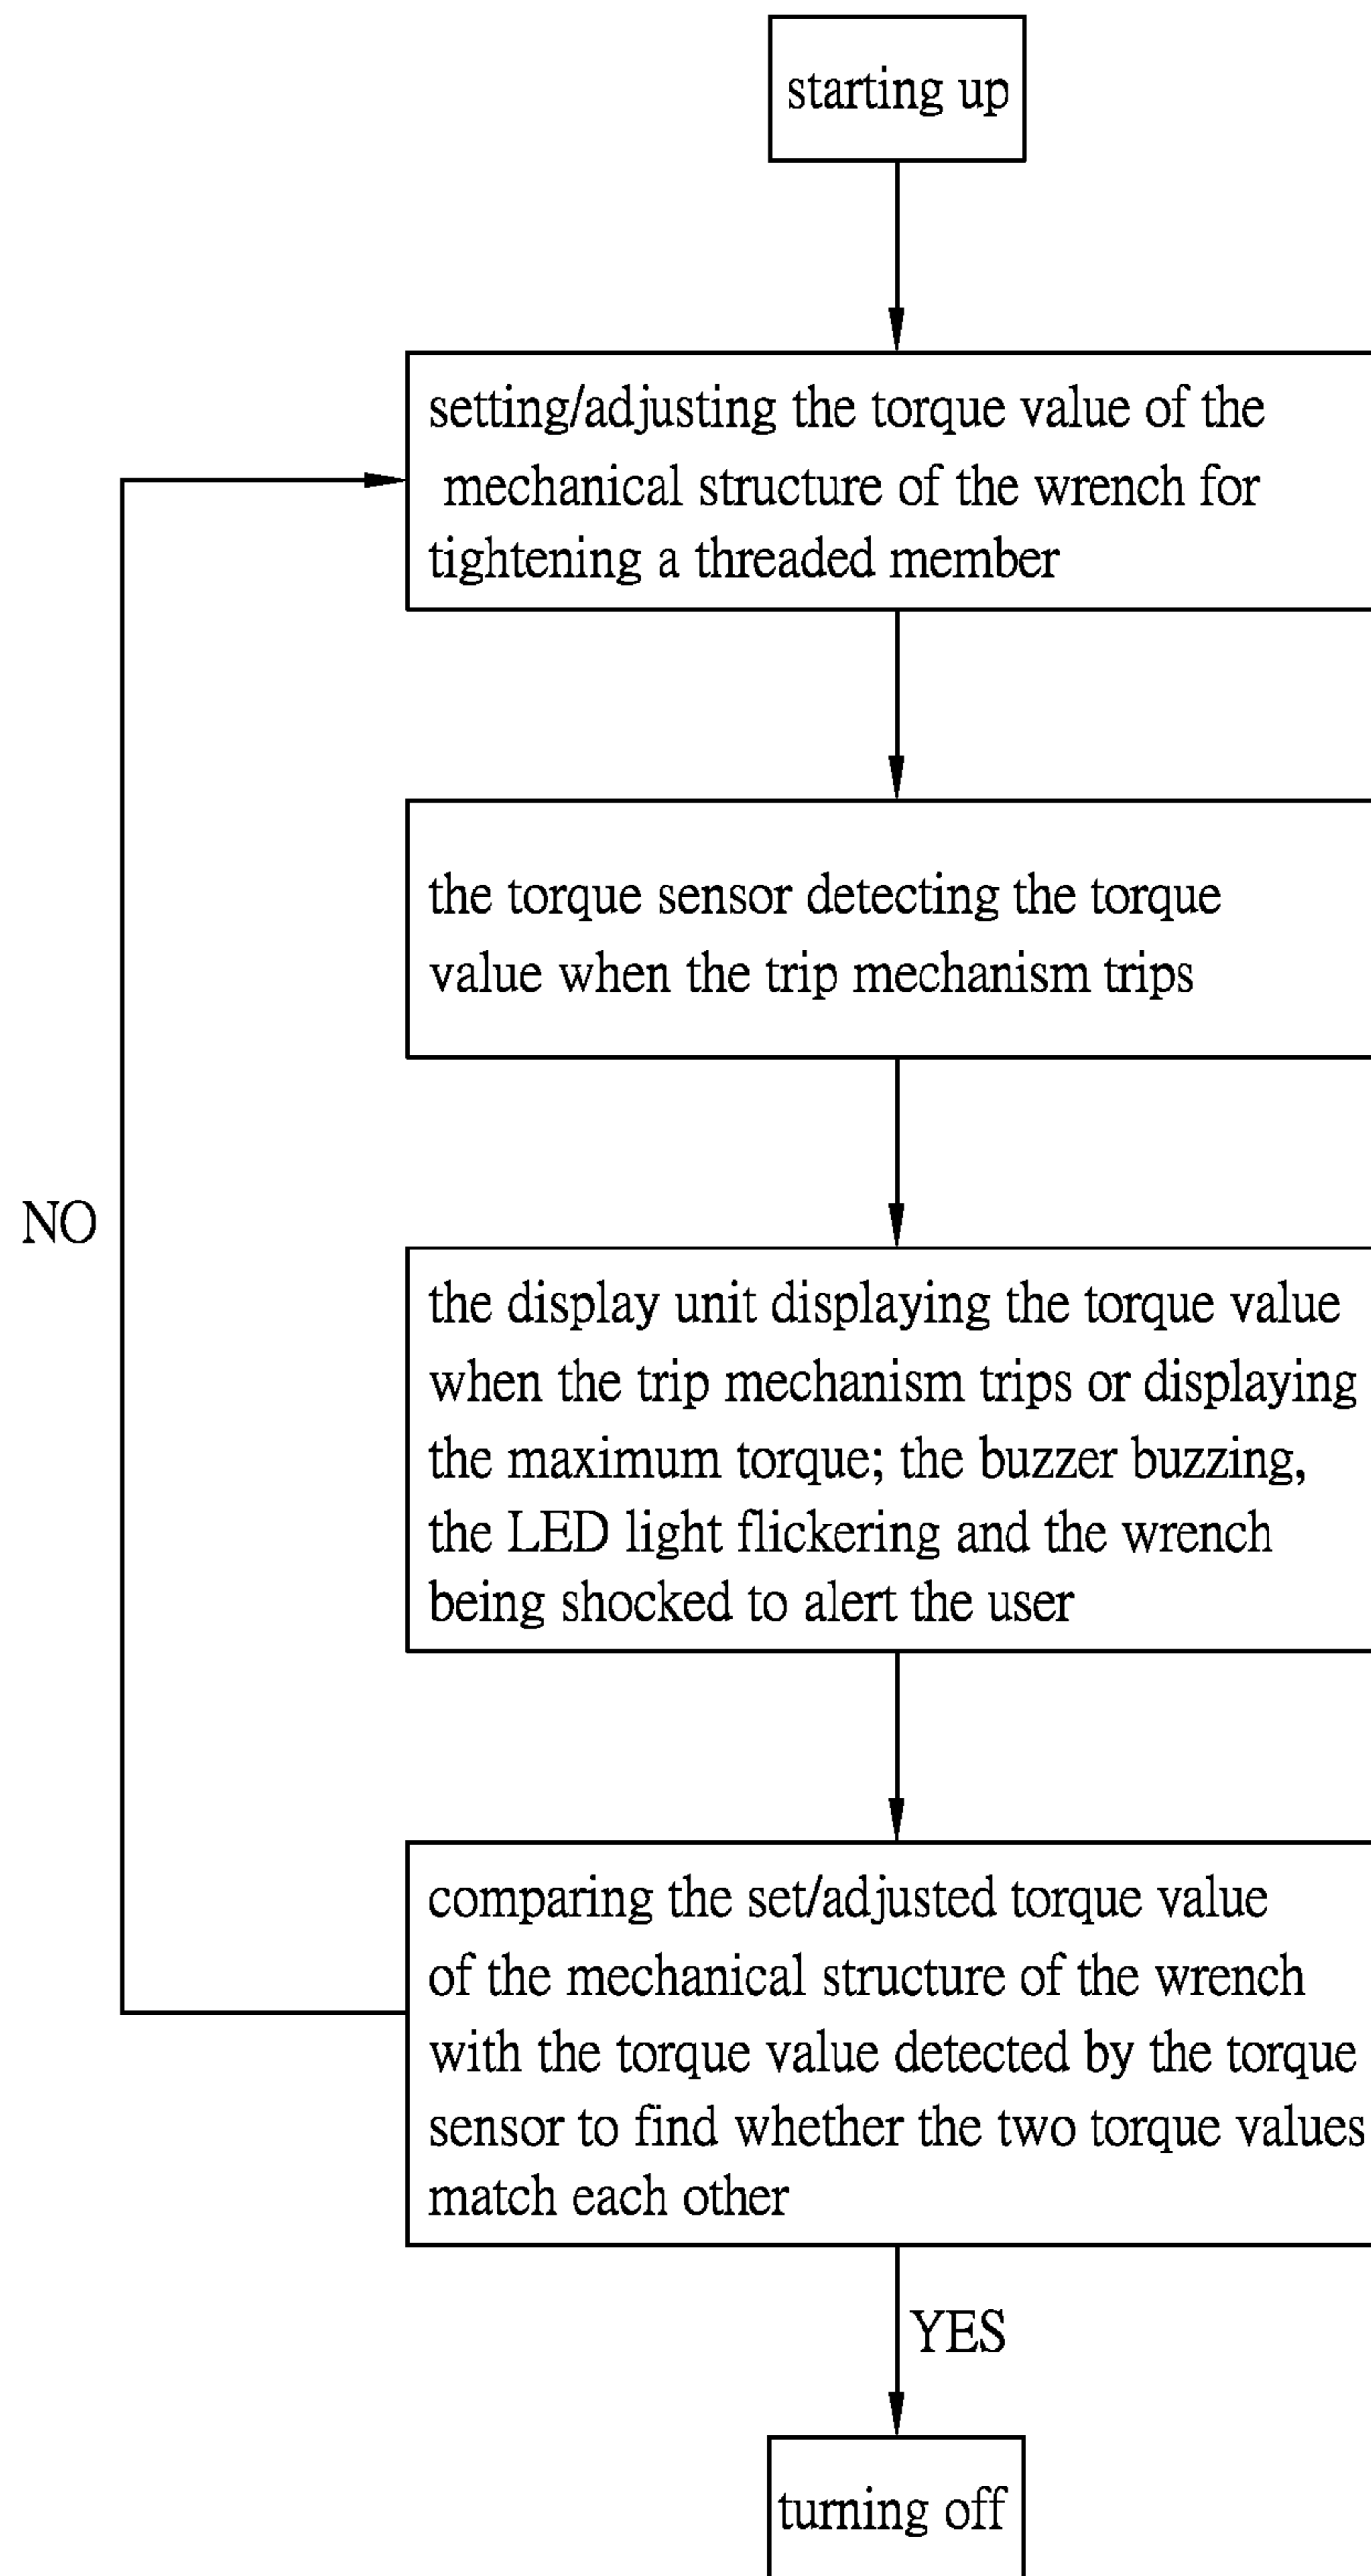 starting up
setting/adjusting the torque value of the
mechanical structure of the wrench for
tightening a threaded member
the torque sensor detecting the torque
value when the trip mechanism trips
NO
the display unit displaying the torque value
when the trip mechanism trips or displaying
the maximum torque; the buzzer buzzing,
the LED light flickering and the wrench
being shocked to alert the user
comparing the set/adjusted torque value
of the mechanical structure of the wrench
with the torque value detected by the torque
sensor to find whether the two torque values
match each other
YES
turning off